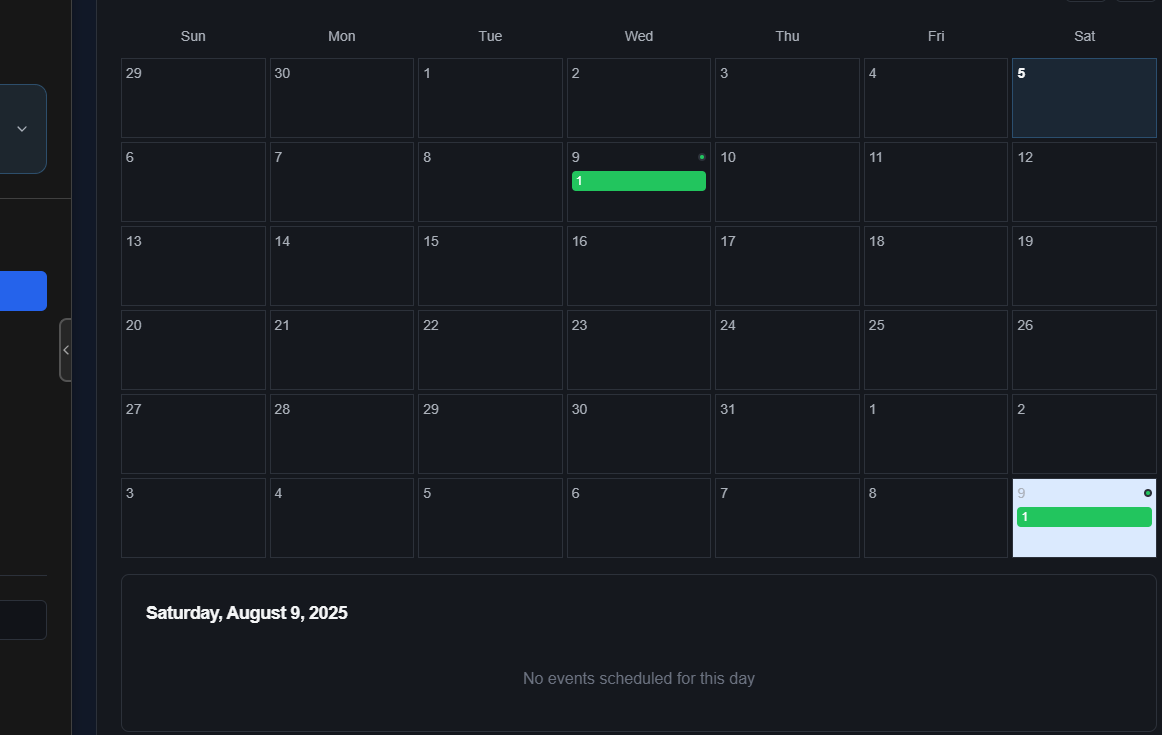 Sun Mon Tue Wed Thu Fri Sat
29 30 1 2 3 4 5
6 7 8 9 10 11 12
1
13 14 15 16 17 18 19
20 21 22 23 24 25 26
27 28 29 30 31 1 2
3 4 5 6 7 8 9
1
Saturday, August 9, 2025
No events scheduled for this day